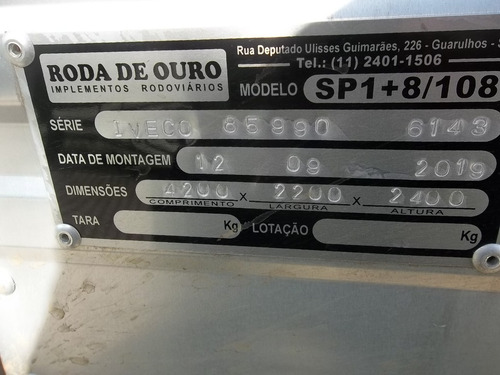 RODA DE OURO
IMPLEMENTOS RODOVIÁRIOS
Rua Deputado Ulisses Guimarães, 226 - Guarulhos -
Tel.: (11) 2401-1506
MODELO SP1+8/108
SÉRIE IVECO 65990 6143
DATA DE MONTAGEM 12 09 2019
DIMENSÕES 4200 x 2200 x 2400
COMPRIMENTO LARGURA ALTURA
TARA Kg LOTAÇÃO Kg